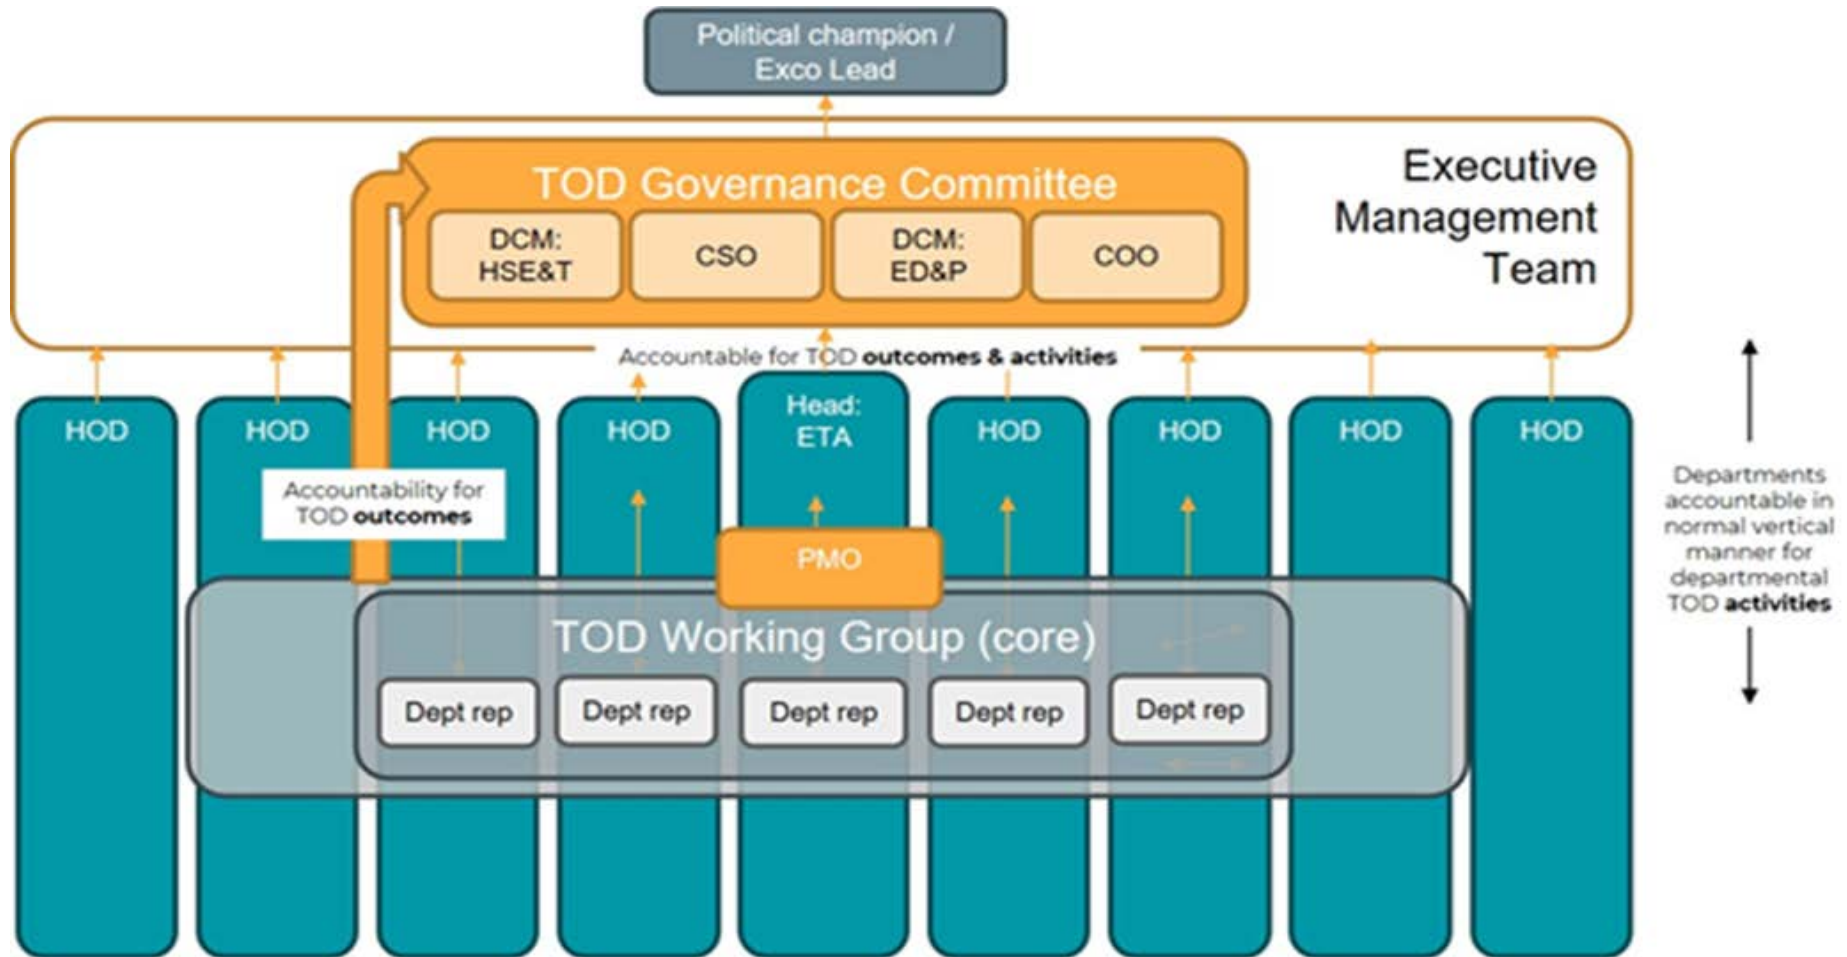 Political champion /
Exco Lead
TOD Governance Committee
DCM:
HSE&T
CSO
DCM:
ED&P
COO
Executive
Management
Team
Accountable for TOD outcomes & activities
HOD
HOD
HOD
HOD
Head:
ETA
HOD
HOD
HOD
HOD
Accountability for
TOD outcomes
PMO
TOD Working Group (core)
Dept rep
Dept rep
Dept rep
Dept rep
Dept rep
Departments
accountable in
normal vertical
manner for
departmental
TOD activities